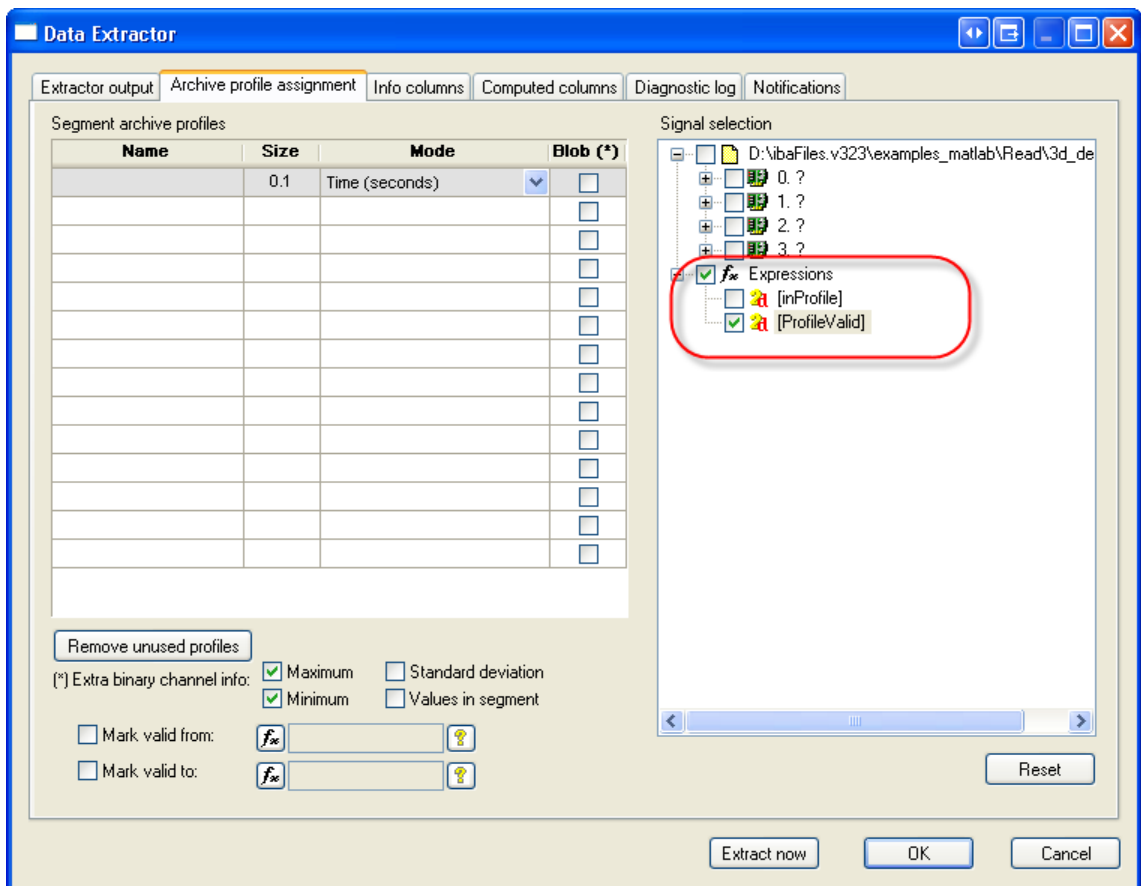 Data Extractor
Extractor output Archive profile assignment Info columns Computed columns Diagnostic log Notifications
Segment archive profiles
Name Size Mode Blob (*)
0.1 Time (seconds)
Remove unused profiles
(*) Extra binary channel info: Maximum Standard deviation
Minimum Values in segment
Mark valid from: fx ?
Mark valid to: fx ?
Signal selection
D:\ibaFiles.v323\examples_matlab\Read\3d_de
0. ?
1. ?
2. ?
3. ?
fx Expressions
[inProfile]
[ProfileValid]
Reset
Extract now OK Cancel